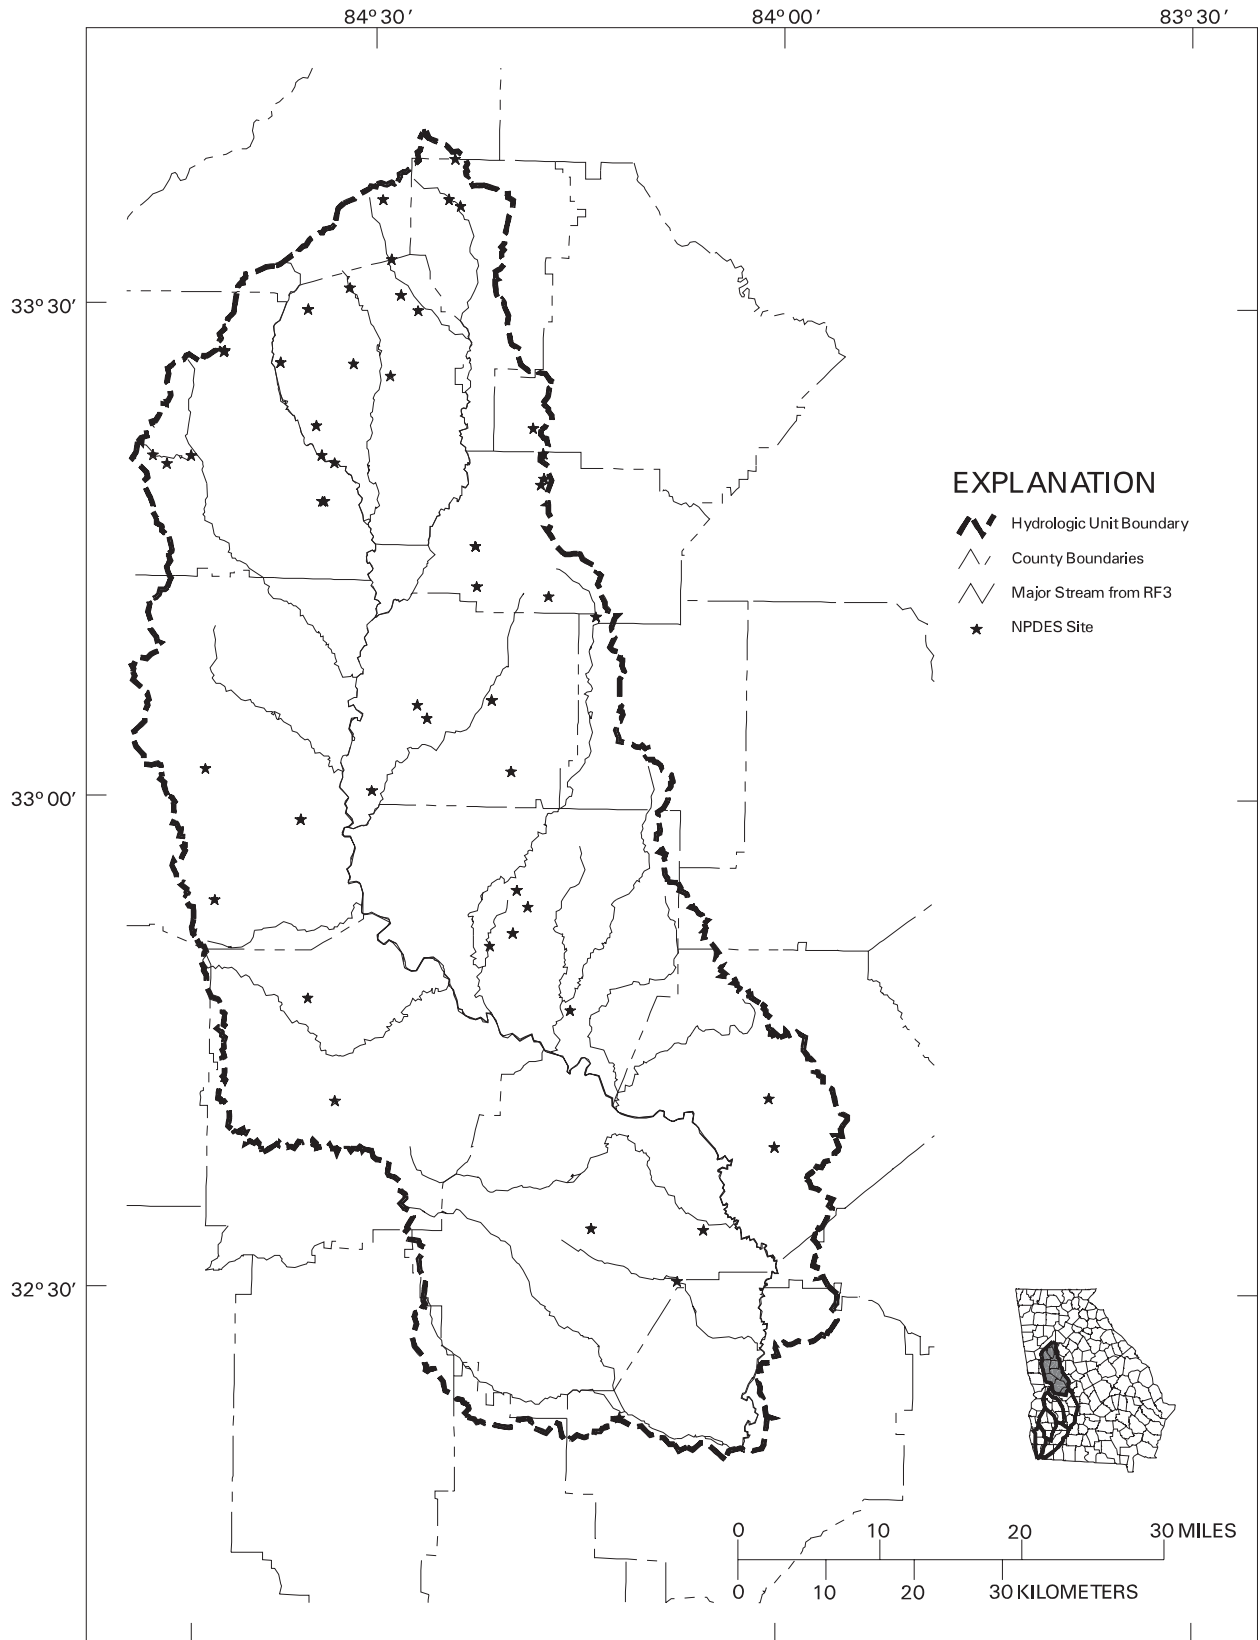 84° 30′
84° 00′
83° 30′
33° 30′
33° 00′
32° 30′
EXPLANATION
Hydrologic Unit Boundary
County Boundaries
Major Stream from RF3
NPDES Site
0 10 20 30 MILES
0 10 20 30 KILOMETERS